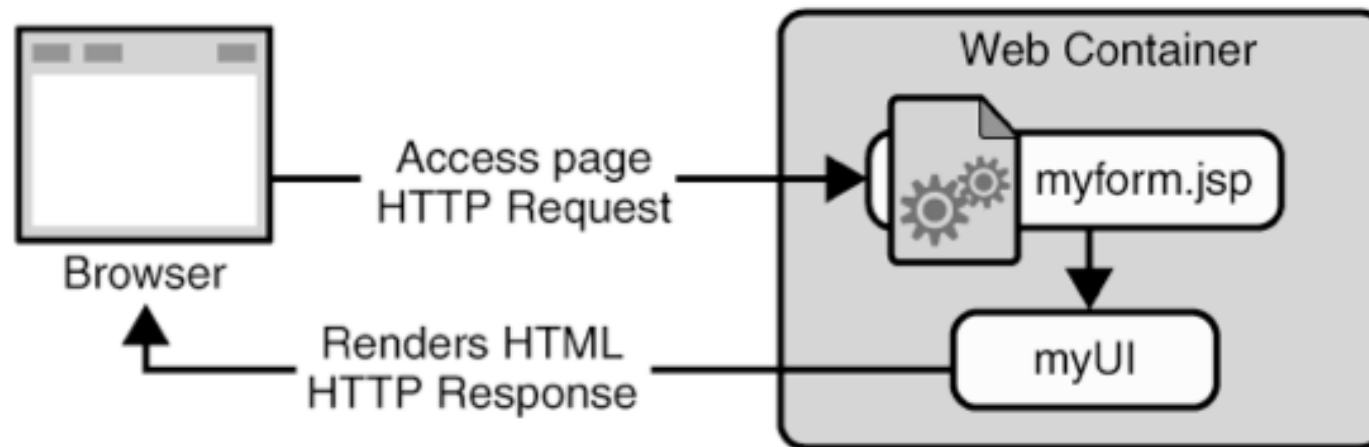 Web Container
Access page
HTTP Request
myform.jsp
Browser
Renders HTML
HTTP Response
myUI